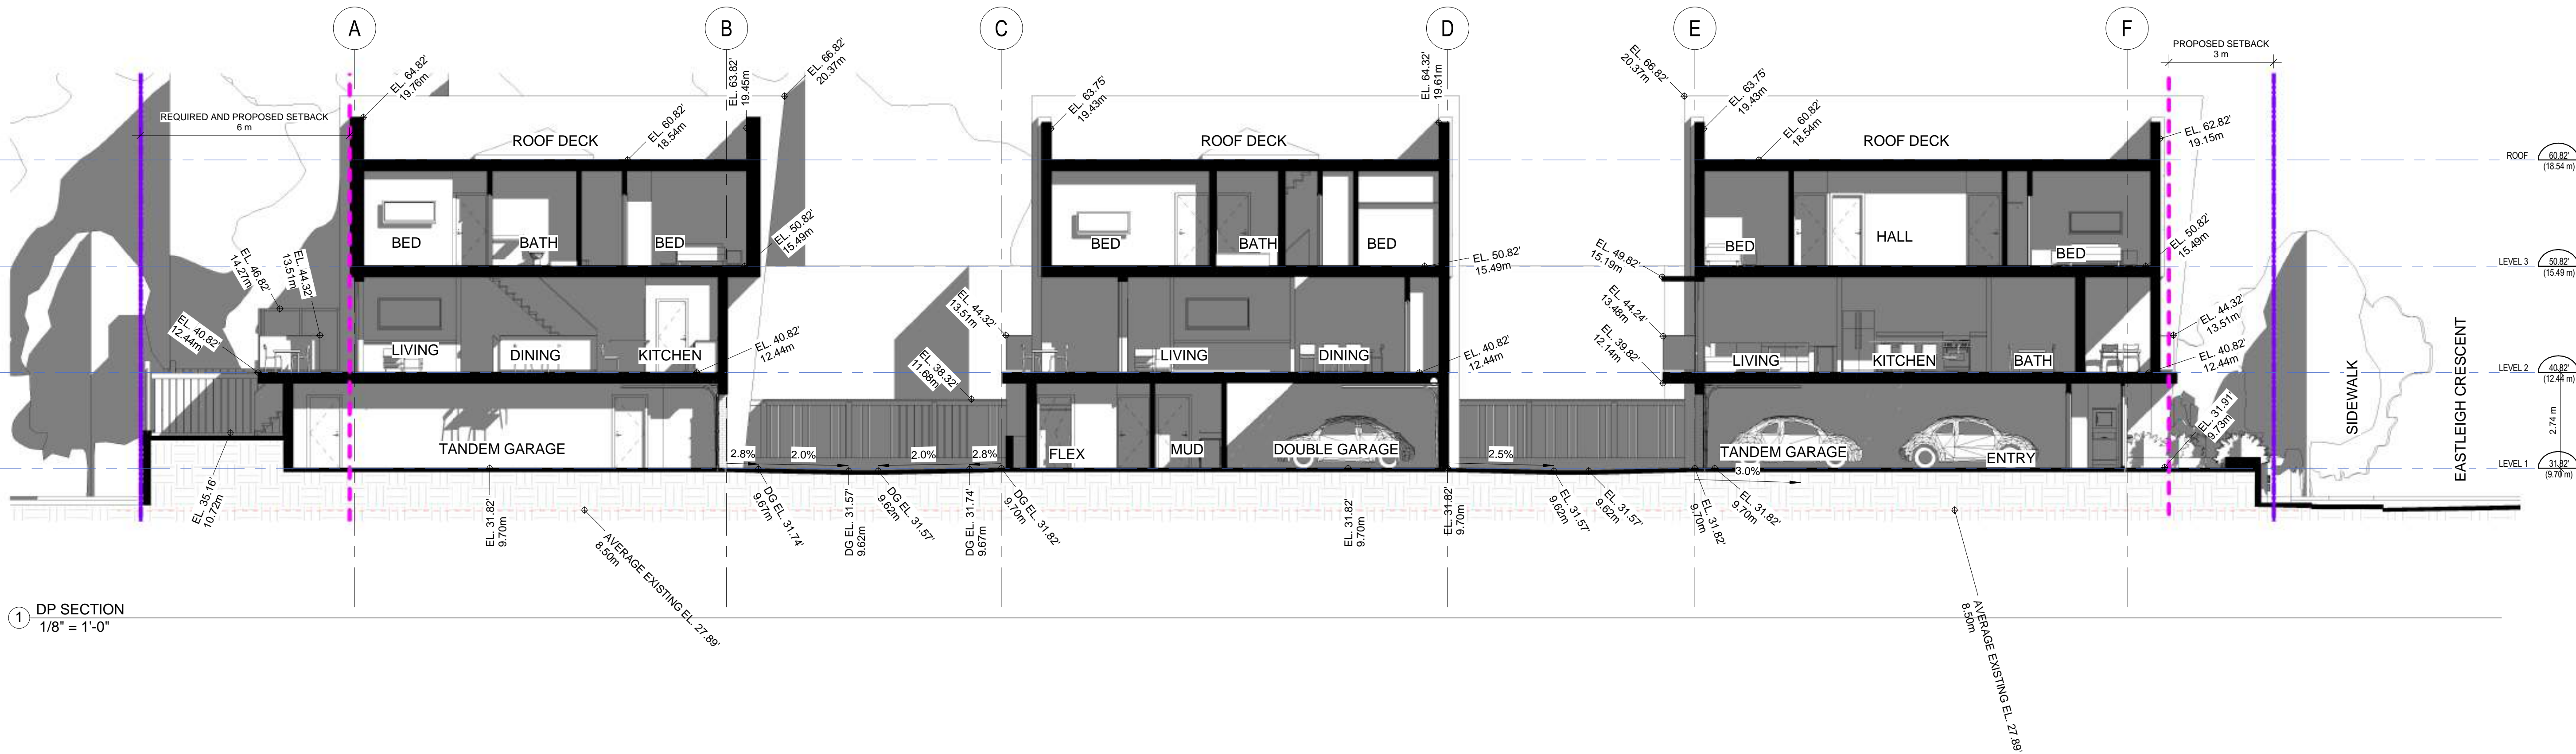 A
B
C
D
E
F
PROPOSED SETBACK
3 m
REQUIRED AND PROPOSED SETBACK
6 m
EL. 64.82'
19.76m
EL. 63.82'
19.45m
EL. 66.82'
20.37m
EL. 63.75'
19.43m
EL. 64.32'
19.61m
EL. 66.82'
20.37m
EL. 63.75'
19.43m
EL. 62.82'
19.15m
ROOF DECK
EL. 60.82'
18.54m
ROOF DECK
EL. 60.82'
18.54m
ROOF DECK
ROOF
60.82'
(18.54 m)
BED
BATH
BED
EL. 50.82'
15.49m
BED
BATH
BED
EL. 50.82'
15.49m
BED
HALL
BED
EL. 50.82'
15.49m
LEVEL 3
50.82'
(15.49 m)
EL. 46.82'
14.27m
EL. 44.32'
13.51m
EL. 40.82'
12.44m
LIVING
DINING
KITCHEN
EL. 40.82'
12.44m
EL. 38.32'
11.68m
EL. 44.32'
13.51m
LIVING
DINING
EL. 40.82'
12.44m
EL. 49.82'
15.19m
EL. 44.24'
13.48m
EL. 39.82'
12.14m
LIVING
KITCHEN
BATH
EL. 44.32'
13.51m
EL. 40.82'
12.44m
SIDEWALK
EASTLEIGH CRESCENT
LEVEL 2
40.82'
(12.44 m)
2.74 m
EL. 35.16'
10.72m
TANDEM GARAGE
2.8%
2.0%
2.0%
2.8%
FLEX
MUD
DOUBLE GARAGE
2.5%
TANDEM GARAGE
3.0%
ENTRY
EL. 31.91'
9.73m
LEVEL 1
31.82'
(9.70 m)
EL. 31.82'
9.70m
AVERAGE EXISTING EL. 27.89'
8.50m
DG EL. 31.74'
9.67m
DG EL. 31.57'
9.62m
DG EL. 31.57'
9.62m
DG EL. 31.74'
9.67m
DG EL. 31.82'
9.70m
EL. 31.82'
9.70m
EL. 31.82'
9.70m
EL. 31.57'
9.62m
EL. 31.57'
9.62m
EL. 31.82'
9.70m
EL. 31.82'
9.70m
AVERAGE EXISTING EL. 27.89'
8.50m
1
DP SECTION
1/8" = 1'-0"